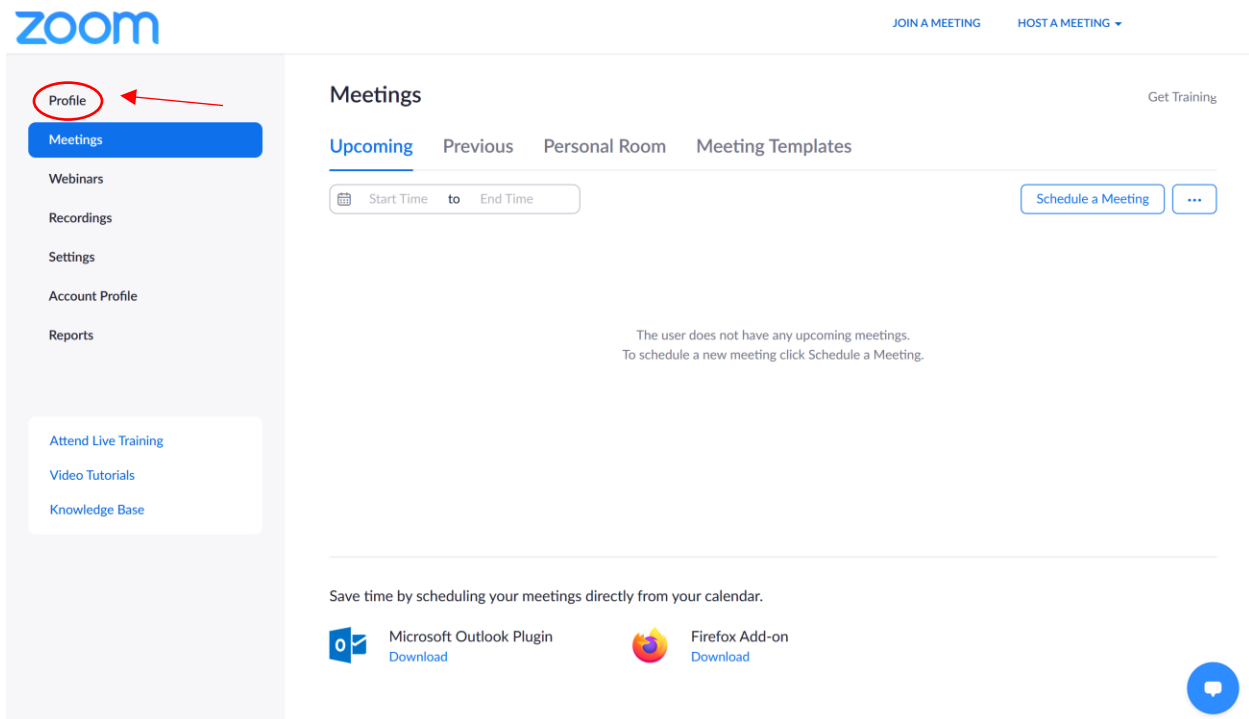 zoom
JOIN A MEETING
HOST A MEETING
Profile
Meetings
Webinars
Recordings
Settings
Account Profile
Reports
Attend Live Training
Video Tutorials
Knowledge Base
Meetings
Get Training
Upcoming
Previous
Personal Room
Meeting Templates
Start Time to End Time
Schedule a Meeting
...
The user does not have any upcoming meetings.
To schedule a new meeting click Schedule a Meeting.
Save time by scheduling your meetings directly from your calendar.
Microsoft Outlook Plugin
Download
Firefox Add-on
Download